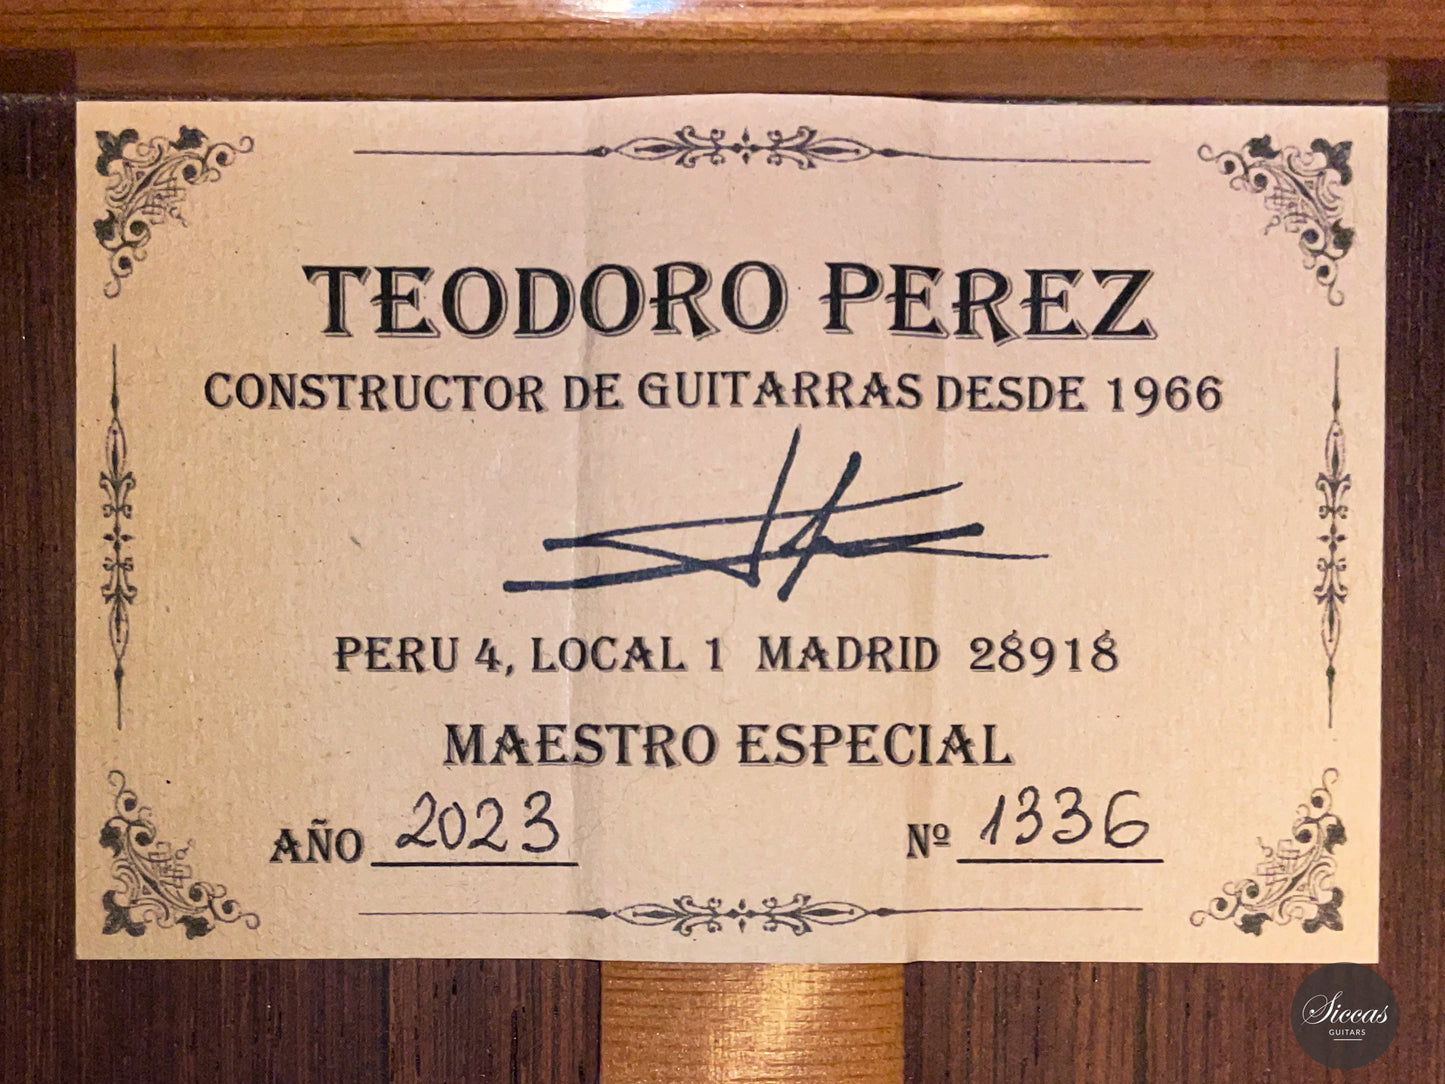 TEODORO PEREZ
CONSTRUCTOR DE GUITARRAS DESDE 1966
PERU 4, LOCAL 1 MADRID 28918
MAESTRO ESPECIAL
AÑO 2023 Nº 1336
Siccas
GUITARS